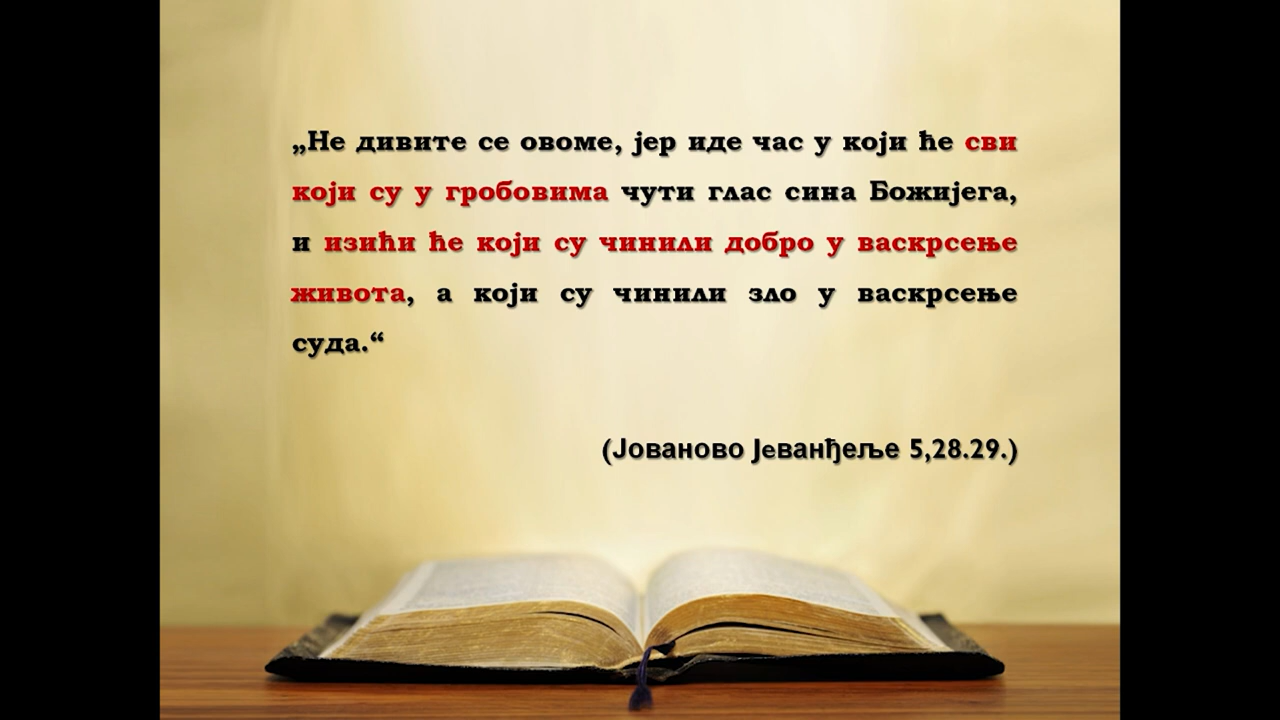 „Не дивите се овоме, јер иде час у који ће сви
који су у гробовима чути глас сина Божијега,
и изићи ће који су чинили добро у васкрсење
живота, а који су чинили зло у васкрсење
суда.“
(Јованово Јеванђеље 5,28.29.)